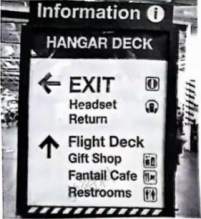 Information i
HANGAR DECK
← EXIT
Headset
Return
↑ Flight Deck
Gift Shop
Fantail Cafe
Restrooms